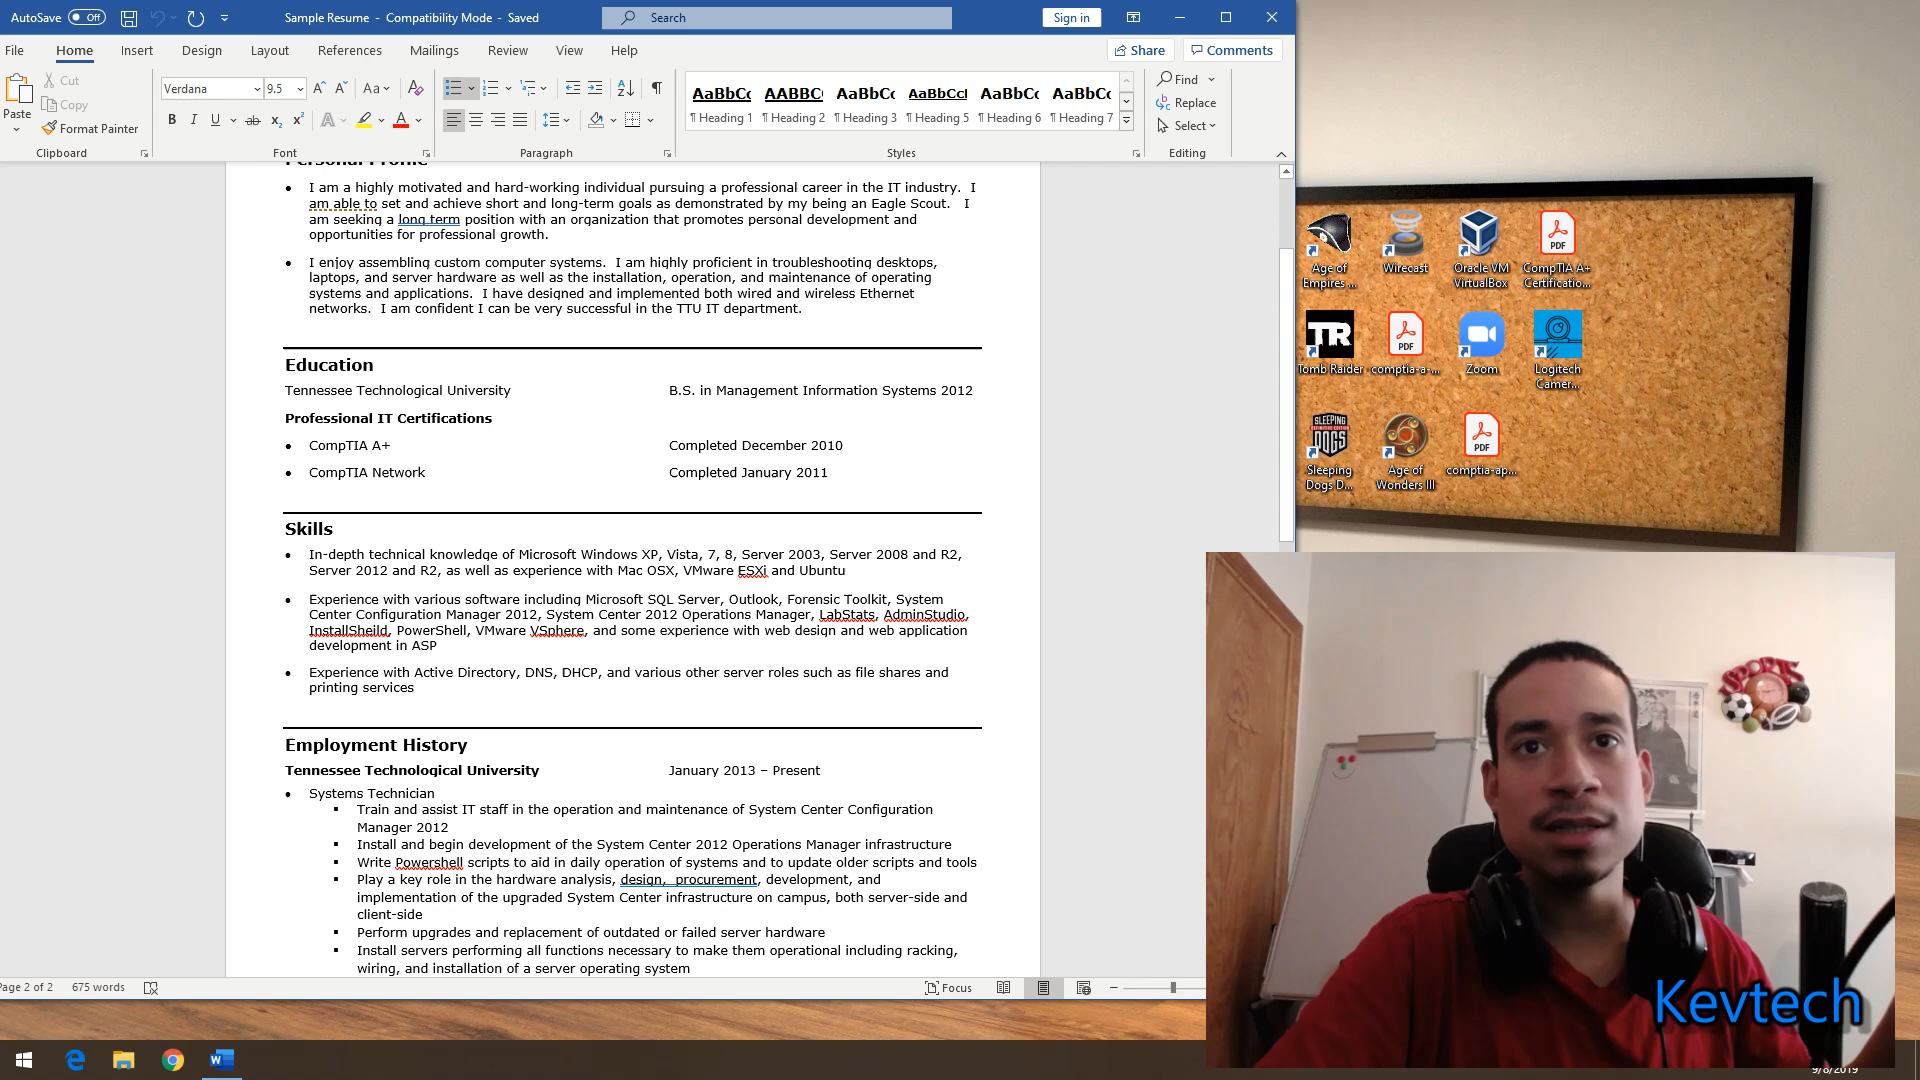 AutoSave Off Sample Resume - Compatibility Mode - Saved Search Sign in
File Home Insert Design Layout References Mailings Review View Help Share Comments
Cut
Copy
Paste
Format Painter
Verdana 9.5
AaBbCc AABBC AaBbCc AaBbCcI AaBbCc AaBbCc
¶ Heading 1 ¶ Heading 2 ¶ Heading 3 ¶ Heading 5 ¶ Heading 6 ¶ Heading 7
Find
Replace
Select
Clipboard Font Paragraph Styles Editing
Personal Profile
• I am a highly motivated and hard-working individual pursuing a professional career in the IT industry. I
am able to set and achieve short and long-term goals as demonstrated by my being an Eagle Scout. I
am seeking a long term position with an organization that promotes personal development and
opportunities for professional growth.
• I enjoy assembling custom computer systems. I am highly proficient in troubleshooting desktops,
laptops, and server hardware as well as the installation, operation, and maintenance of operating
systems and applications. I have designed and implemented both wired and wireless Ethernet
networks. I am confident I can be very successful in the TTU IT department.
Education
Tennessee Technological University B.S. in Management Information Systems 2012
Professional IT Certifications
• CompTIA A+ Completed December 2010
• CompTIA Network Completed January 2011
Skills
• In-depth technical knowledge of Microsoft Windows XP, Vista, 7, 8, Server 2003, Server 2008 and R2,
Server 2012 and R2, as well as experience with Mac OSX, VMware ESXi and Ubuntu
• Experience with various software including Microsoft SQL Server, Outlook, Forensic Toolkit, System
Center Configuration Manager 2012, System Center 2012 Operations Manager, LabStats, AdminStudio,
InstallSheild, PowerShell, VMware VSphere, and some experience with web design and web application
development in ASP
• Experience with Active Directory, DNS, DHCP, and various other server roles such as file shares and
printing services
Employment History
Tennessee Technological University January 2013 – Present
• Systems Technician
▪ Train and assist IT staff in the operation and maintenance of System Center Configuration
Manager 2012
▪ Install and begin development of the System Center 2012 Operations Manager infrastructure
▪ Write Powershell scripts to aid in daily operation of systems and to update older scripts and tools
▪ Play a key role in the hardware analysis, design, procurement, development, and
implementation of the upgraded System Center infrastructure on campus, both server-side and
client-side
▪ Perform upgrades and replacement of outdated or failed server hardware
▪ Install servers performing all functions necessary to make them operational including racking,
wiring, and installation of a server operating system
Page 2 of 2 675 words Focus
Age of
Empires ...
Wirecast
Oracle VM
VirtualBox
PDF
CompTIA A+
Certificatio...
TR
Tomb Raider
PDF
comptia-a-...
Zoom
Logitech
Camer...
SLEEPING
DOGS
Sleeping
Dogs D...
Age of
Wonders III
PDF
comptia-ap...
SPORT
Kevtech
9/8/2019